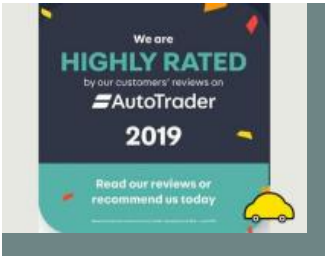 We are
HIGHLY RATED
by our customers' reviews on
AutoTrader
2019
Read our reviews or
recommend us today